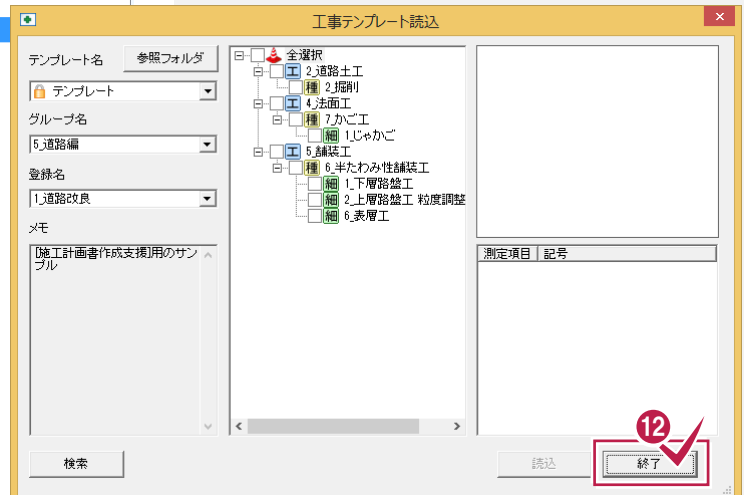 工事テンプレート読込
×
テンプレート名 参照フォルダ
テンプレート
グループ名
5_道路編
登録名
1_道路改良
メモ
[施工計画書作成支援]用のサン
プル
全選択
工 2_道路土工
種 2_掘削
工 4_法面工
種 7_かご工
細 1_じゃかご
工 5_舗装工
種 6_半たわみ性舗装工
細 1_下層路盤工
細 2_上層路盤工 粒度調整
細 6_表層工
測定項目 記号
検索
読込
⑫
終了